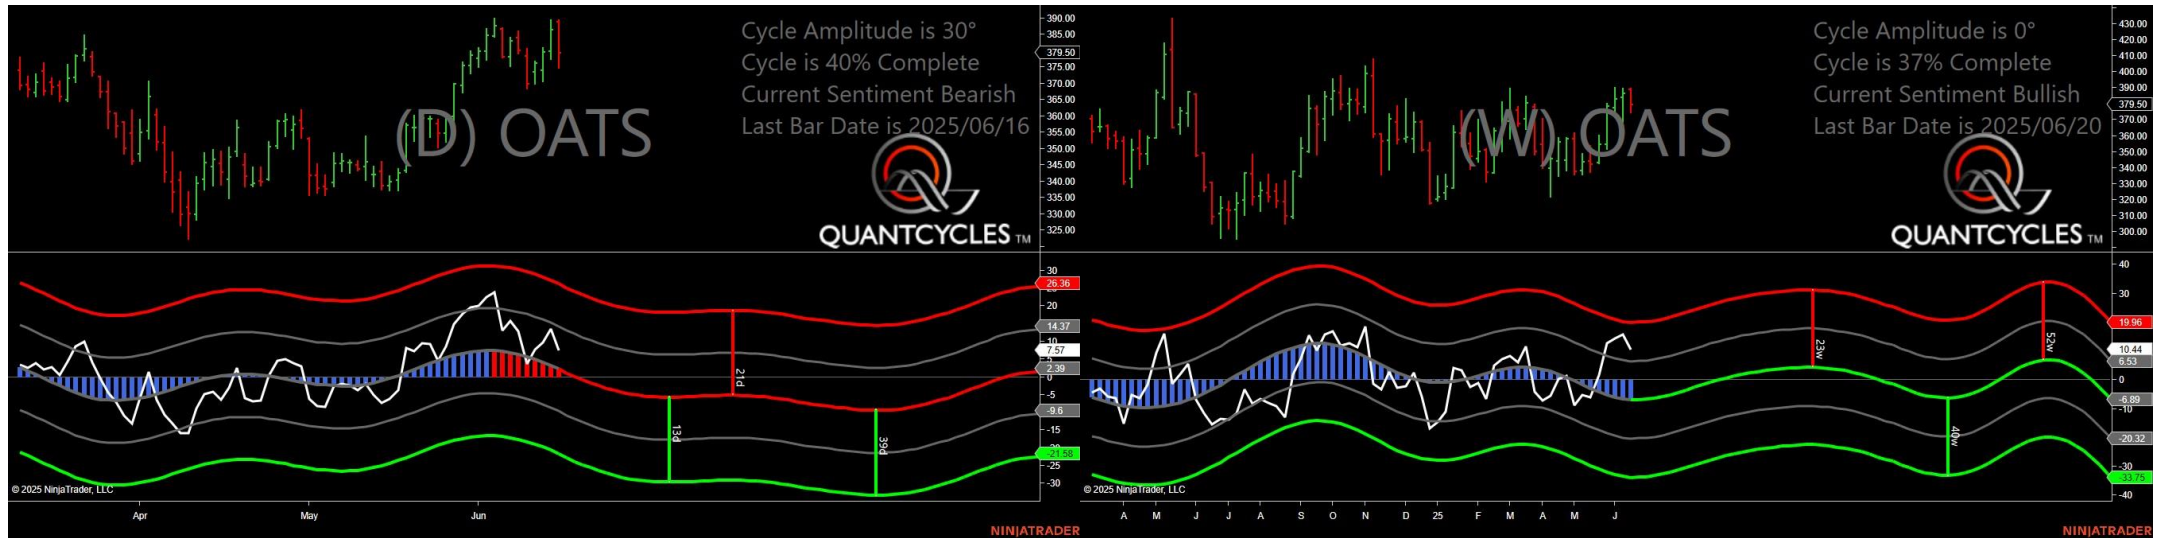 Cycle Amplitude is 30°
Cycle is 40% Complete
Current Sentiment Bearish
Last Bar Date is 2025/06/16
(D) OATS
QUANTCYCLES TM
390.00
385.00
379.50
375.00
370.00
365.00
360.00
355.00
350.00
345.00
340.00
335.00
330.00
325.00
30
26.36
20
14.37
10
7.57
2.39
0
-5
-9.6
-15
-21.58
-25
-30
21d
13d
39d
© 2025 NinjaTrader, LLC
Apr May Jun
NINJATRADER
Cycle Amplitude is 0°
Cycle is 37% Complete
Current Sentiment Bullish
Last Bar Date is 2025/06/20
(W) OATS
QUANTCYCLES TM
430.00
420.00
410.00
400.00
390.00
379.50
370.00
360.00
350.00
340.00
330.00
320.00
310.00
300.00
40
30
19.96
10.44
6.53
0
-6.89
-10
-20.32
-30
-33.75
-40
23w
52w
40w
© 2025 NinjaTrader, LLC
A M J J A S O N D 25 F M A M J
NINJATRADER